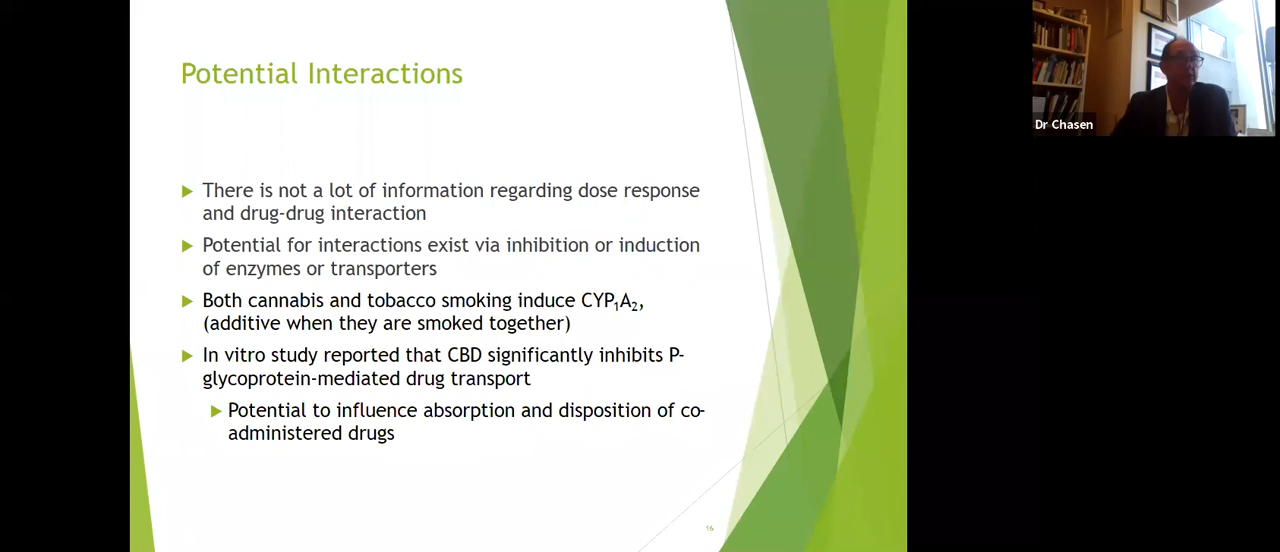 Potential Interactions
There is not a lot of information regarding dose response
and drug-drug interaction
Potential for interactions exist via inhibition or induction
of enzymes or transporters
Both cannabis and tobacco smoking induce CYP₁A₂,
(additive when they are smoked together)
In vitro study reported that CBD significantly inhibits P-
glycoprotein-mediated drug transport
Potential to influence absorption and disposition of co-
administered drugs
16
Dr Chasen